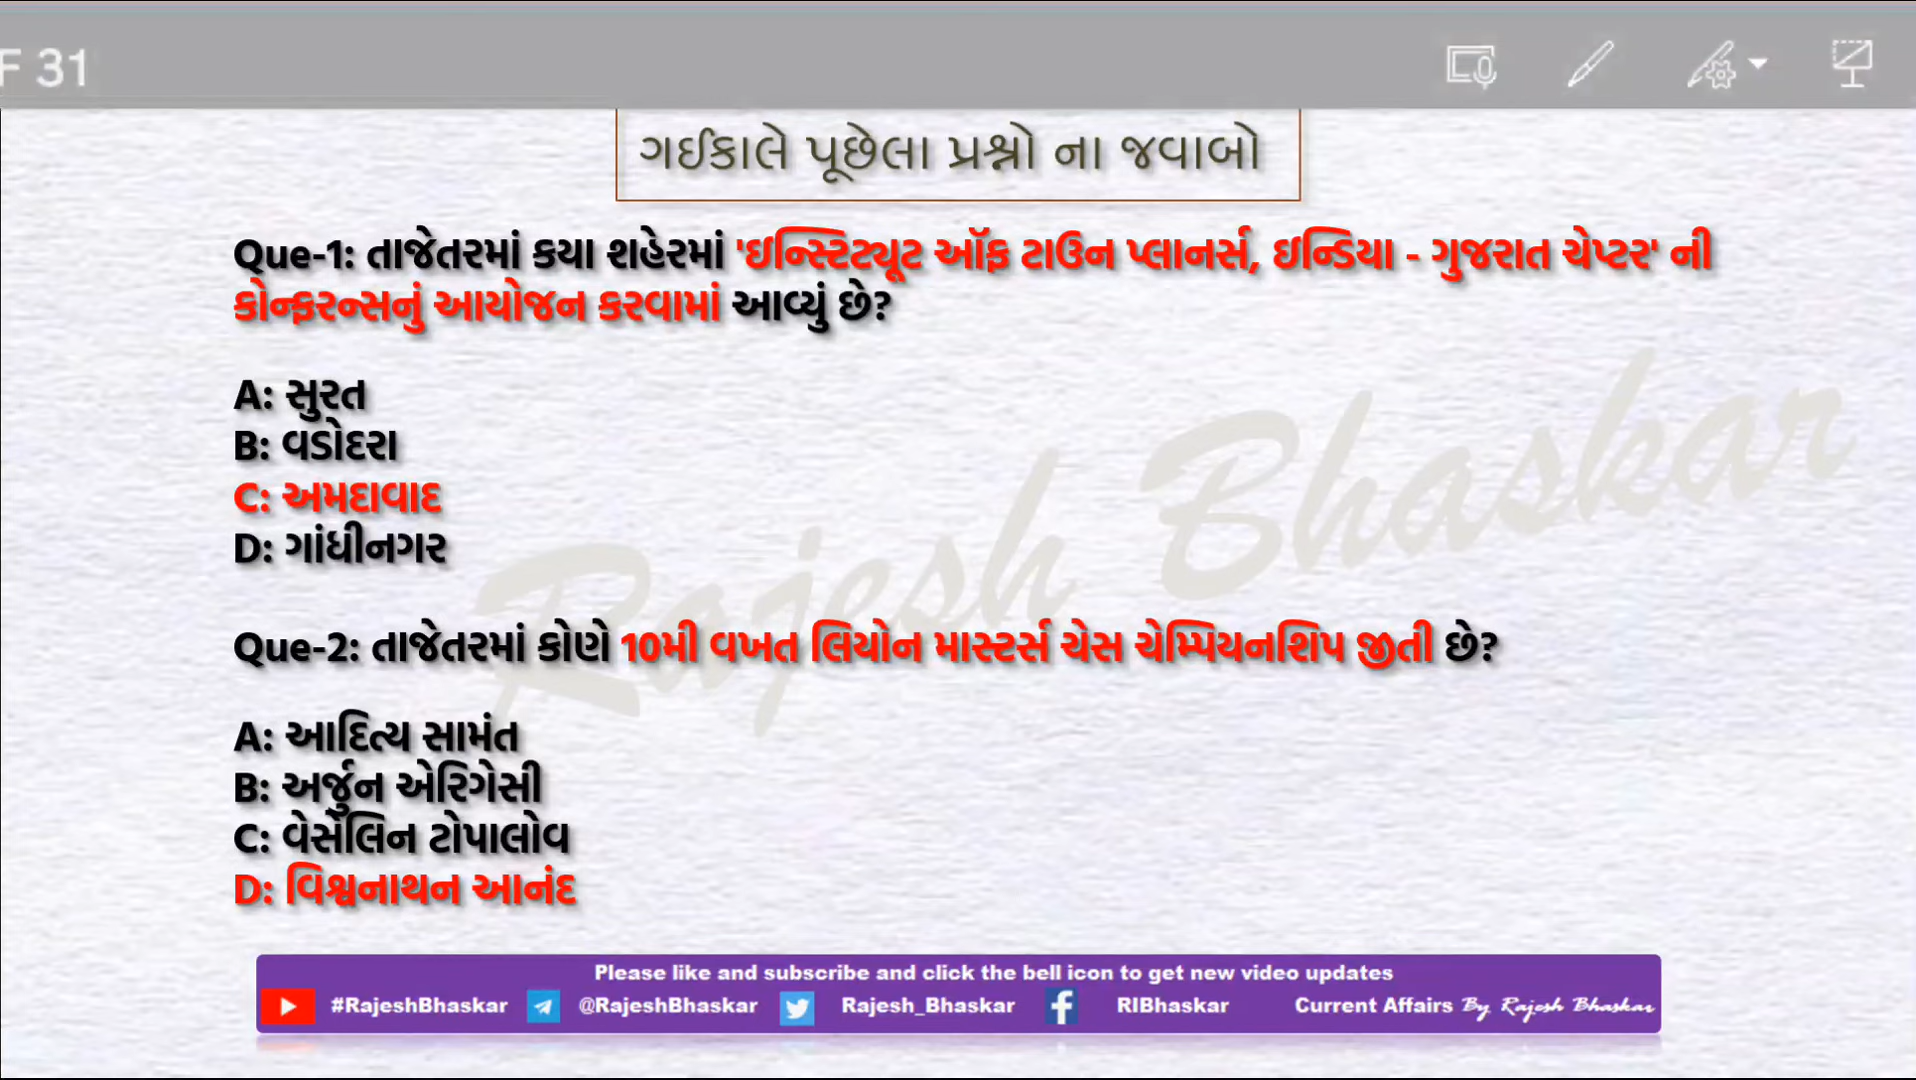 F 31
ગઈકાલે પૂછેલા પ્રશ્નો ના જવાબો
Que-1: તાજેતરમાં કયા શહેરમાં 'ઇન્સ્ટિટ્યૂટ ઑફ ટાઉન પ્લાનર્સ, ઇન્ડિયા - ગુજરાત ચેપ્ટર' ની
કોન્ફરન્સનું આયોજન કરવામાં આવ્યું છે?
A: સુરત
B: વડોદરા
C: અમદાવાદ
D: ગાંધીનગર
Rajesh Bhaskar
Que-2: તાજેતરમાં કોણે 10મી વખત લિયોન માસ્ટર્સ ચેસ ચેમ્પિયનશિપ જીતી છે?
A: આદિત્ય સામંત
B: અર્જુન એરિગેસી
C: વેસેલિન ટોપાલોવ
D: વિશ્વનાથન આનંદ
Please like and subscribe and click the bell icon to get new video updates
#RajeshBhaskar @RajeshBhaskar Rajesh_Bhaskar RIBhaskar Current Affairs By Rajesh Bhaskar